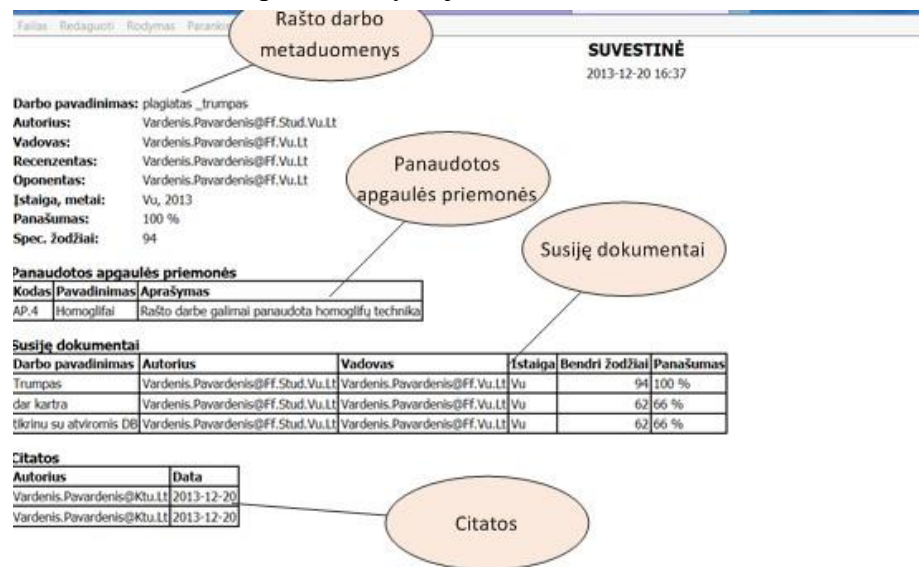 Failas Redaguoti Rodymas
Rašto darbo
metaduomenys
SUVESTINĖ
2013-12-20 16:37
Darbo pavadinimas: plagiatas _trumpas
Autorius: Vardenis.Pavardenis@Ff.Stud.Vu.Lt
Vadovas: Vardenis.Pavardenis@Ff.Vu.Lt
Recenzentas: Vardenis.Pavardenis@Ff.Vu.Lt
Oponentas: Vardenis.Pavardenis@Ff.Vu.Lt
Įstaiga, metai: Vu, 2013
Panašumas: 100 %
Spec. žodžiai: 94
Panaudotos
apgaulės priemonės
Susiję dokumentai
Panaudotos apgaulės priemonės
Kodas Pavadinimas Aprašymas
AP.4 Homoglifai Rašto darbe galimai panaudota homoglifų technika
Susiję dokumentai
Darbo pavadinimas Autorius Vadovas Įstaiga Bendri žodžiai Panašumas
Trumpas Vardenis.Pavardenis@Ff.Stud.Vu.Lt Vardenis.Pavardenis@Ff.Vu.Lt Vu 94 100 %
dar kartra Vardenis.Pavardenis@Ff.Stud.Vu.Lt Vardenis.Pavardenis@Ff.Vu.Lt Vu 62 66 %
tikrinu su atviromis DB Vardenis.Pavardenis@Ff.Stud.Vu.Lt Vardenis.Pavardenis@Ff.Vu.Lt Vu 62 66 %
Citatos
Autorius Data
Vardenis.Pavardenis@Ktu.Lt 2013-12-20
Vardenis.Pavardenis@Ktu.Lt 2013-12-20
Citatos